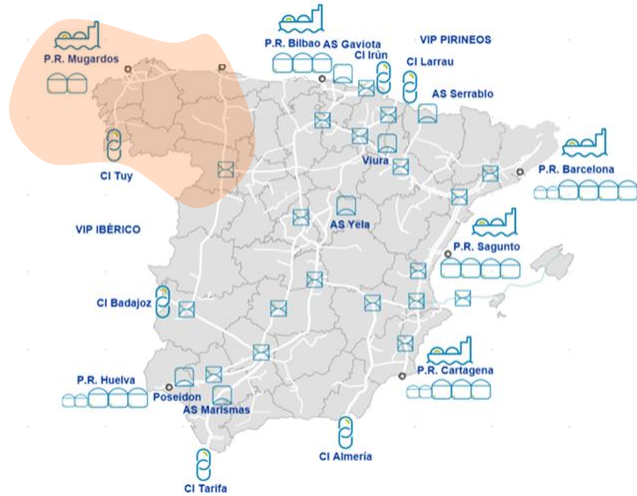 P.R. Bilbao
AS Gaviota
VIP PIRINEOS
CI Irún
CI Larrau
P.R. Mugardos
AS Serrablo
CI Tuy
Viura
P.R. Barcelona
VIP IBÉRICO
AS Yela
P.R. Sagunto
CI Badajoz
P.R. Huelva
P.R. Cartagena
Poseidon
AS Marismas
CI Almería
CI Tarifa